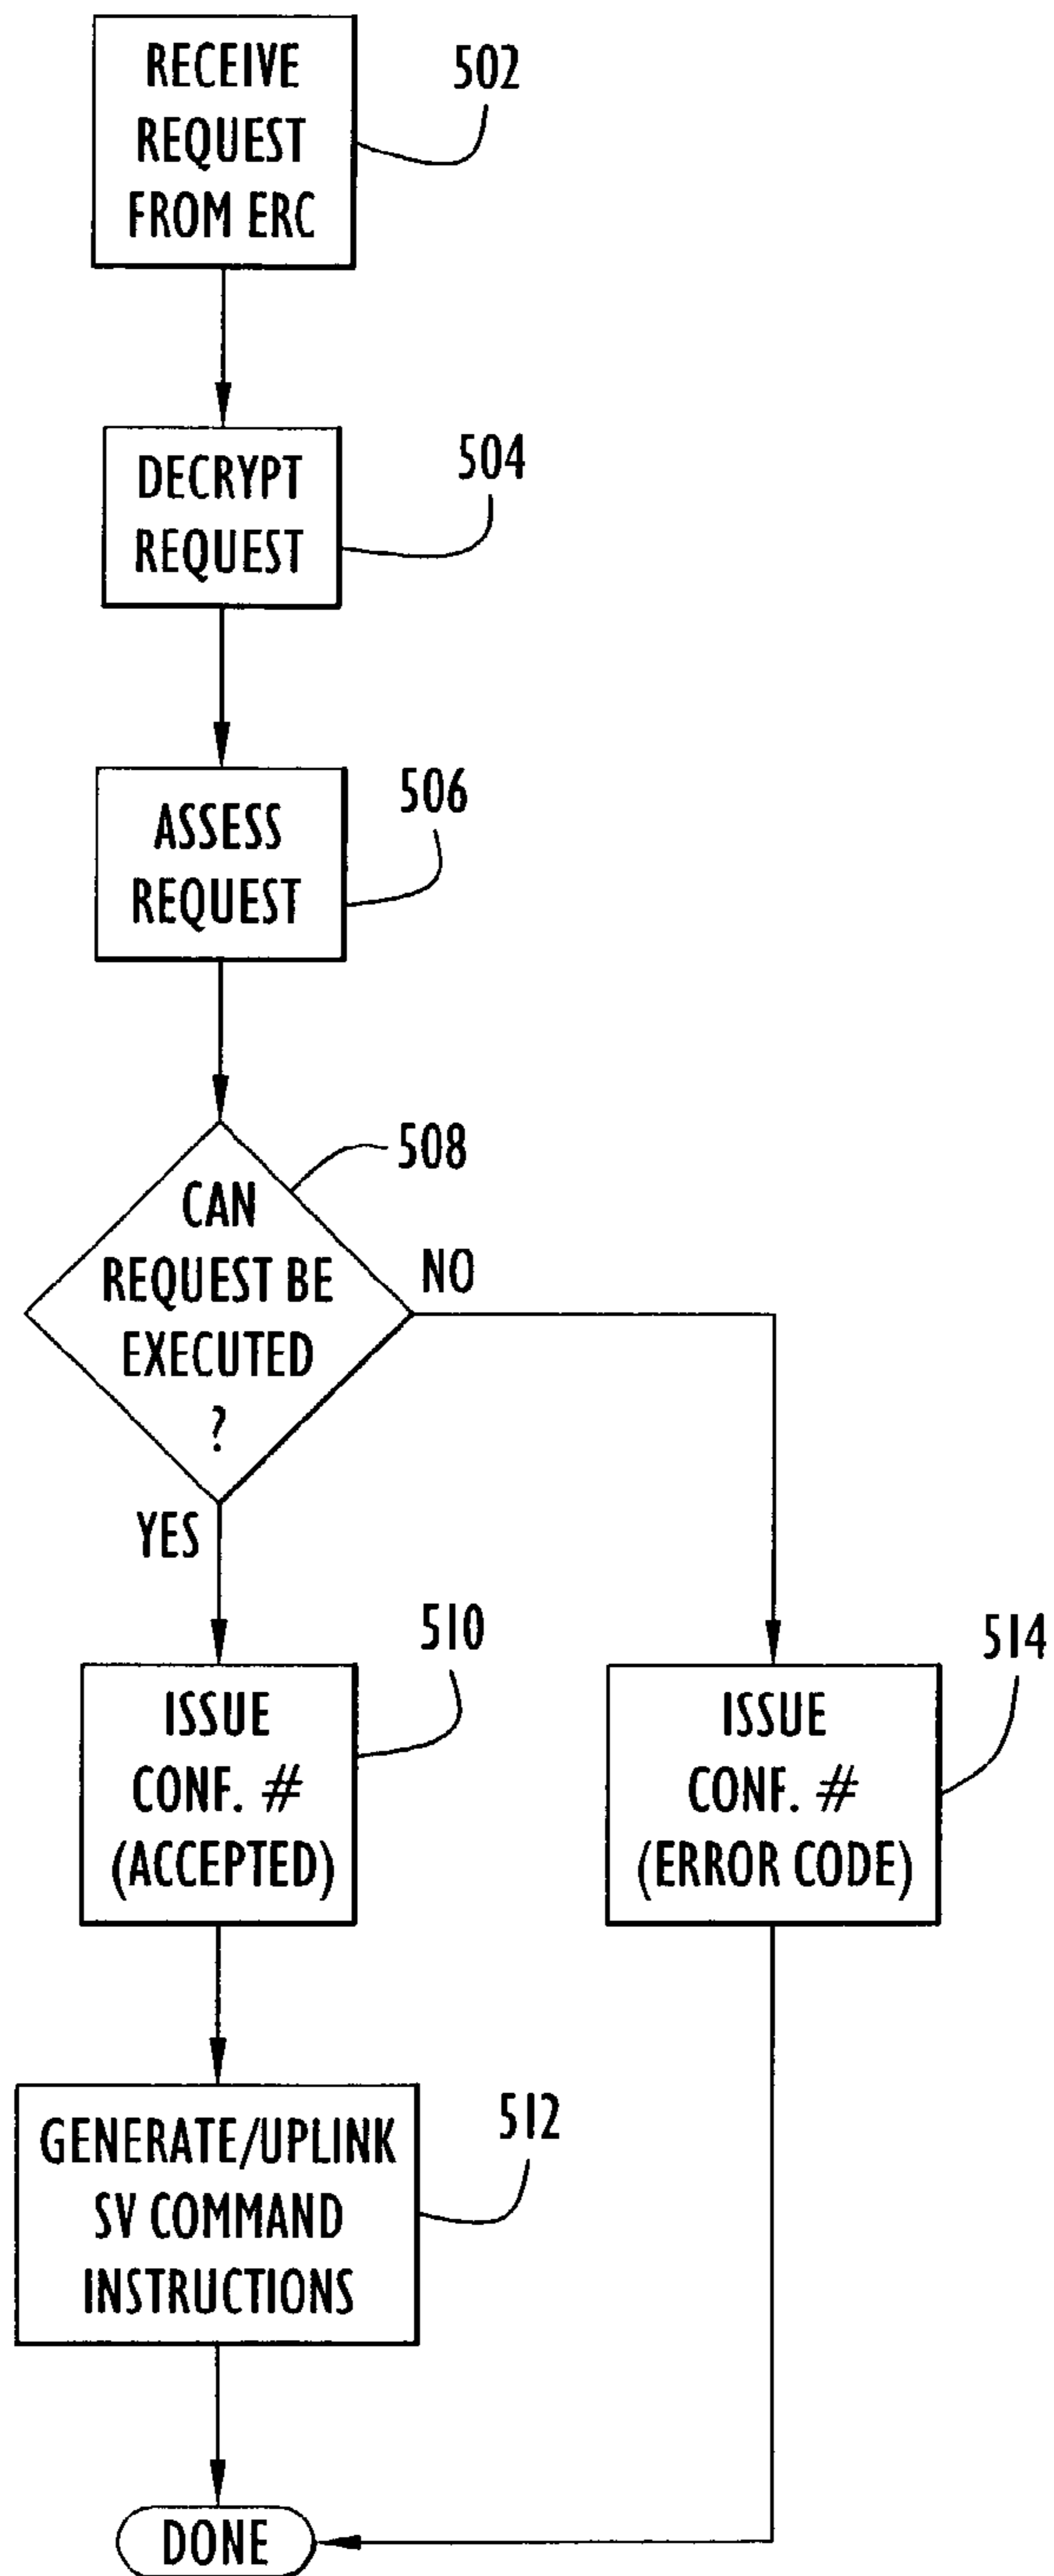 RECEIVE
REQUEST
FROM ERC
502
DECRYPT
REQUEST
504
ASSESS
REQUEST
506
CAN
REQUEST BE
EXECUTED
?
508
NO
YES
ISSUE
CONF. #
(ACCEPTED)
510
ISSUE
CONF. #
(ERROR CODE)
514
GENERATE/UPLINK
SV COMMAND
INSTRUCTIONS
512
DONE